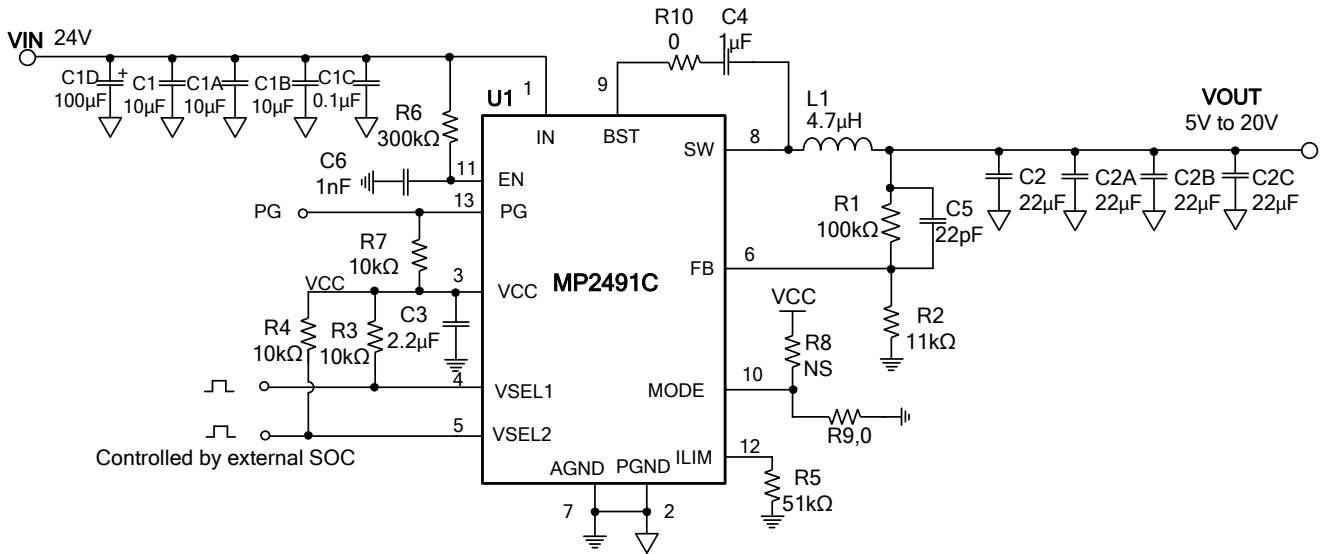 VIN 24V
C1D
100µF
+
C1
10µF
C1A
10µF
C1B
10µF
C1C
0.1µF
R6
300kΩ
C6
1nF
PG
R7
10kΩ
VCC
R4
10kΩ
R3
10kΩ
C3
2.2µF
Controlled by external SOC
U1
MP2491C
1
IN
9
BST
11
EN
13
PG
3
VCC
4
VSEL1
5
VSEL2
AGND
7
PGND
2
8
SW
6
FB
10
MODE
12
ILIM
R10
0
C4
1µF
L1
4.7µH
VOUT
5V to 20V
R1
100kΩ
C5
22pF
R2
11kΩ
C2
22µF
C2A
22µF
C2B
22µF
C2C
22µF
VCC
R8
NS
R9,0
R5
51kΩ